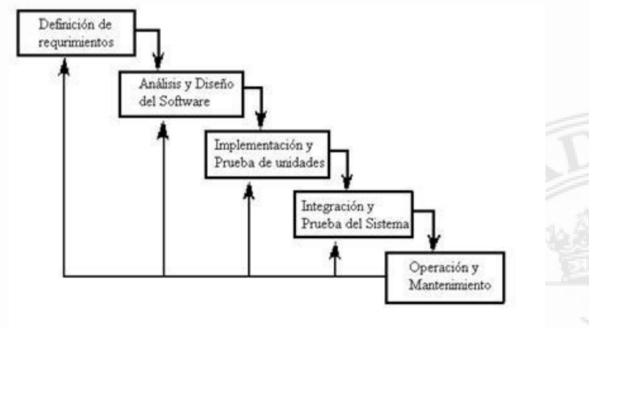 Definición de
requrimientos
Análisis y Diseño
del Software
Implementación y
Prueba de unidades
Integración y
Prueba del Sistema
Operación y
Mantenimiento